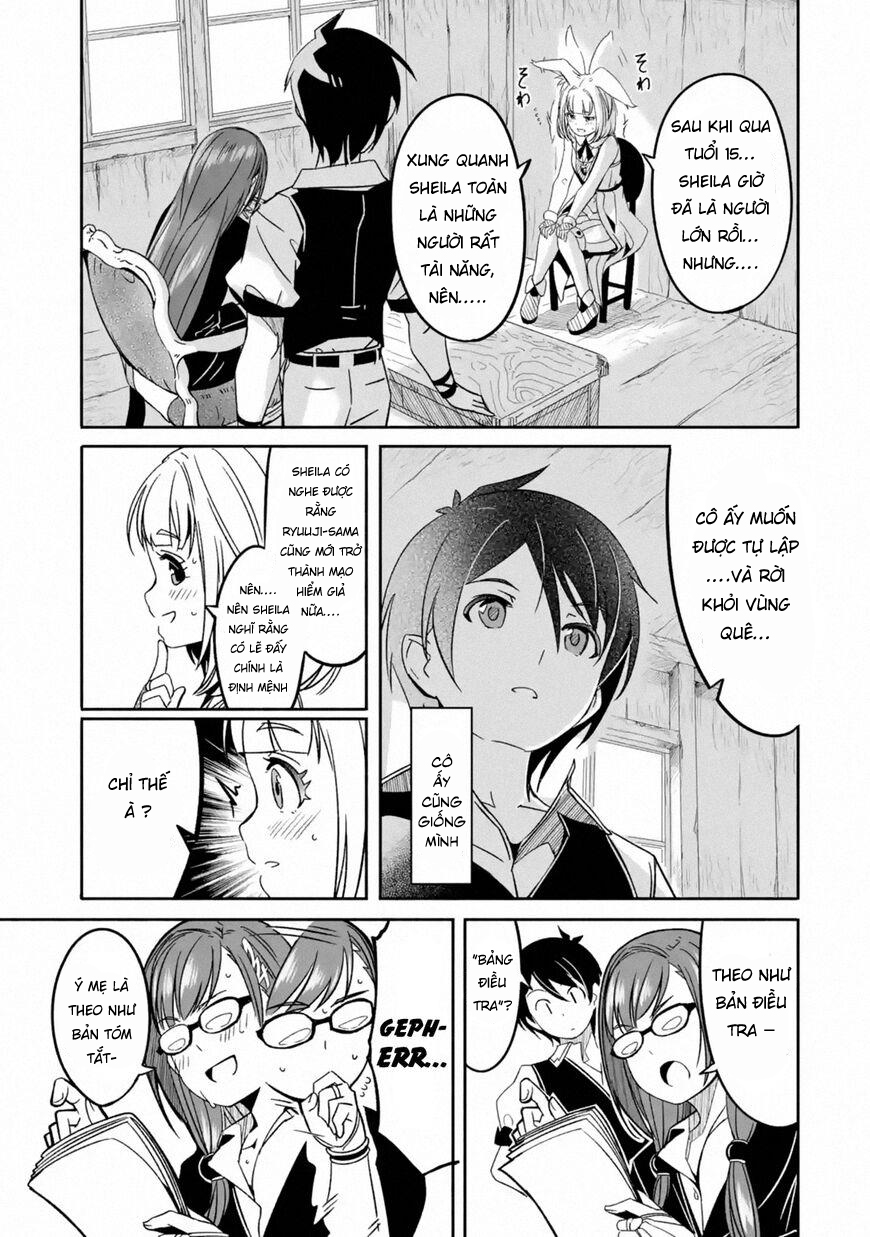 SAU KHI QUA
TUỔI 15...
SHEILA GIỜ
ĐÃ LÀ NGƯỜI
LỚN RỒI...
NHƯNG....
そわ
そわ
XUNG QUANH
SHEILA TOÀN
LÀ NHỮNG
NGƯỜI RẤT
TÀI NĂNG,
NÊN.....
CÔ ẤY MUỐN
ĐƯỢC TỰ LẬP
....VÀ RỜI
KHỎI VÙNG
QUÊ...
CÔ ẤY
CŨNG
GIỐNG
MÌNH
SHEILA CÓ
NGHE ĐƯỢC
RẰNG
RYUUJI-SAMA
CŨNG MỚI TRỞ
THÀNH MẠO
HIỂM GIẢ
NỮA...
NÊN....
NÊN SHEILA
NGHĨ RẰNG
CÓ LẼ ĐẤY
CHÍNH LÀ
ĐỊNH MỆNH
CHỈ THẾ
À ?
THEO NHƯ
BẢN ĐIỀU
TRA –
"BẢNG
ĐIỀU
TRA"?
GEPH-
ERR...
Ý MẸ LÀ
THEO NHƯ
BẢN TÓM
TẮT-